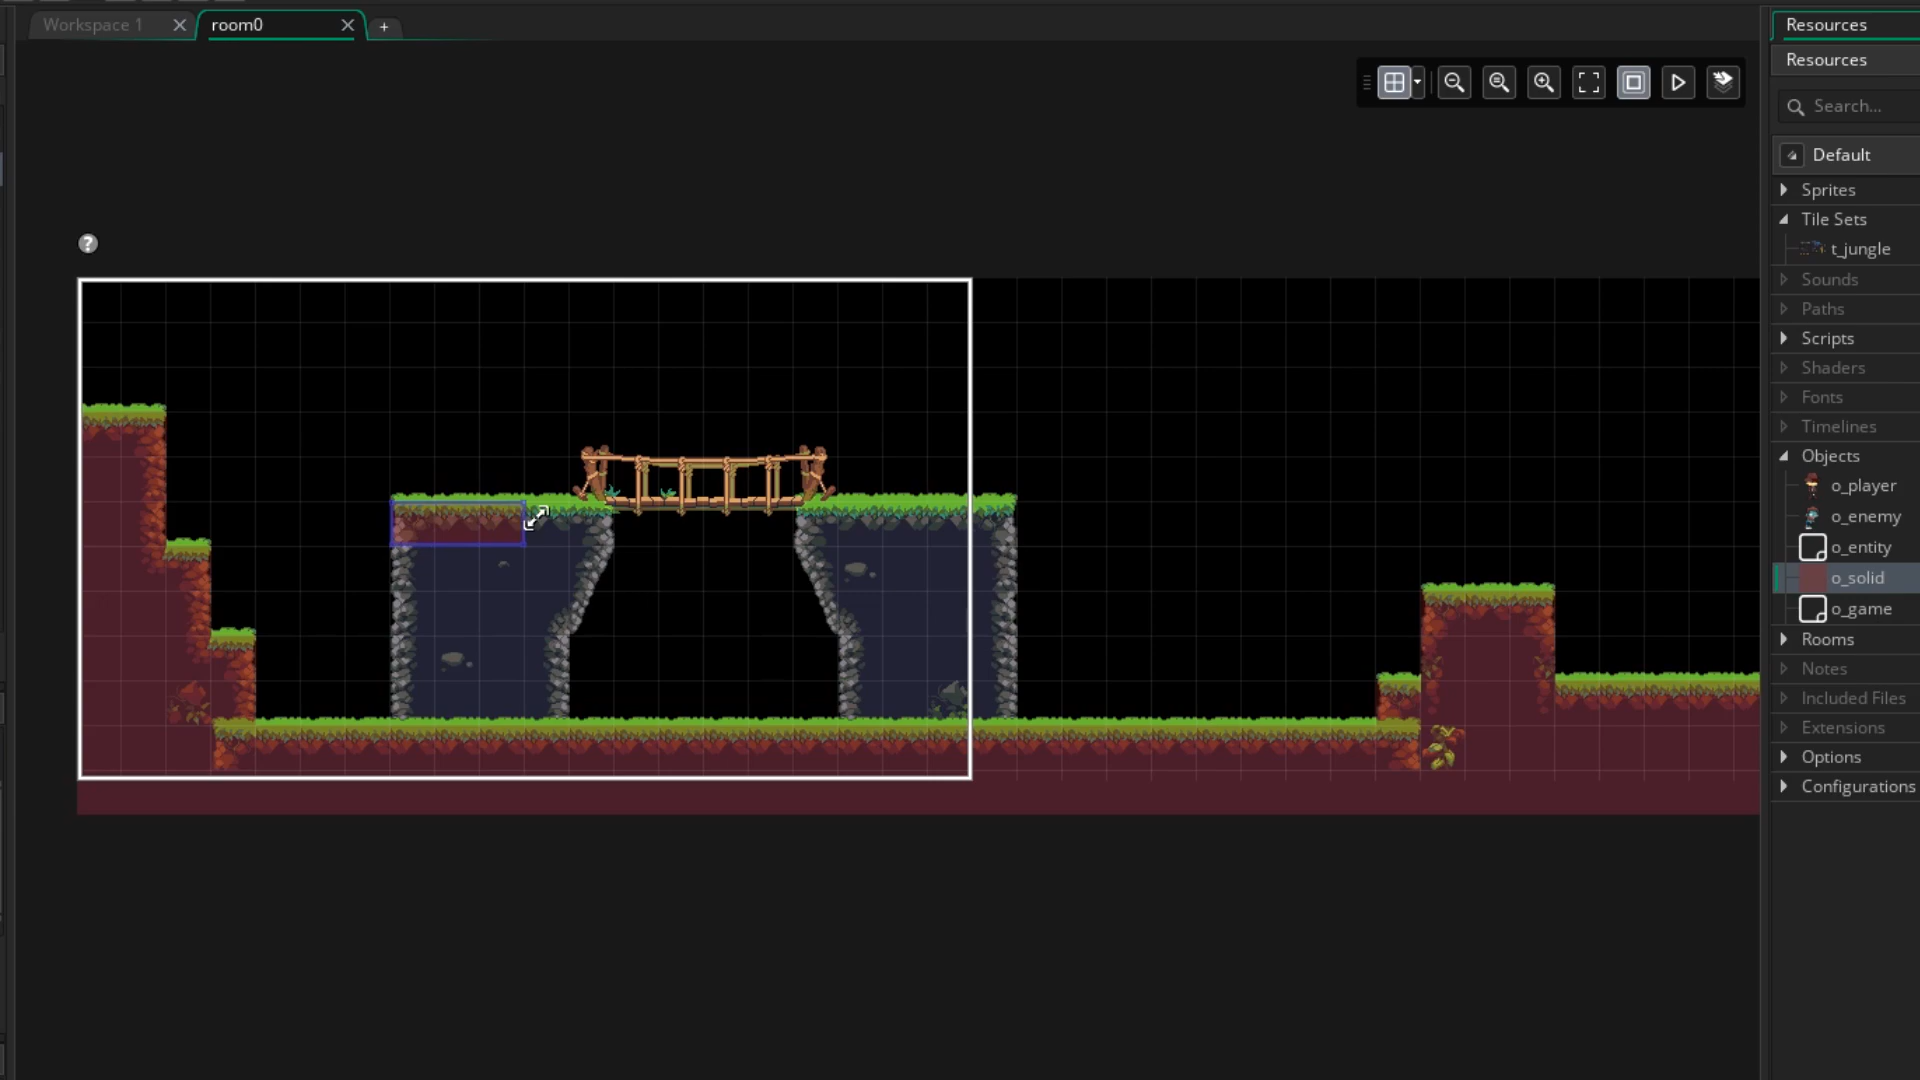 Workspace 1
room0
Resources
Resources
Search...
Default
Sprites
Tile Sets
t_jungle
Sounds
Paths
Scripts
Shaders
Fonts
Timelines
Objects
o_player
o_enemy
o_entity
o_solid
o_game
Rooms
Notes
Included Files
Extensions
Options
Configurations